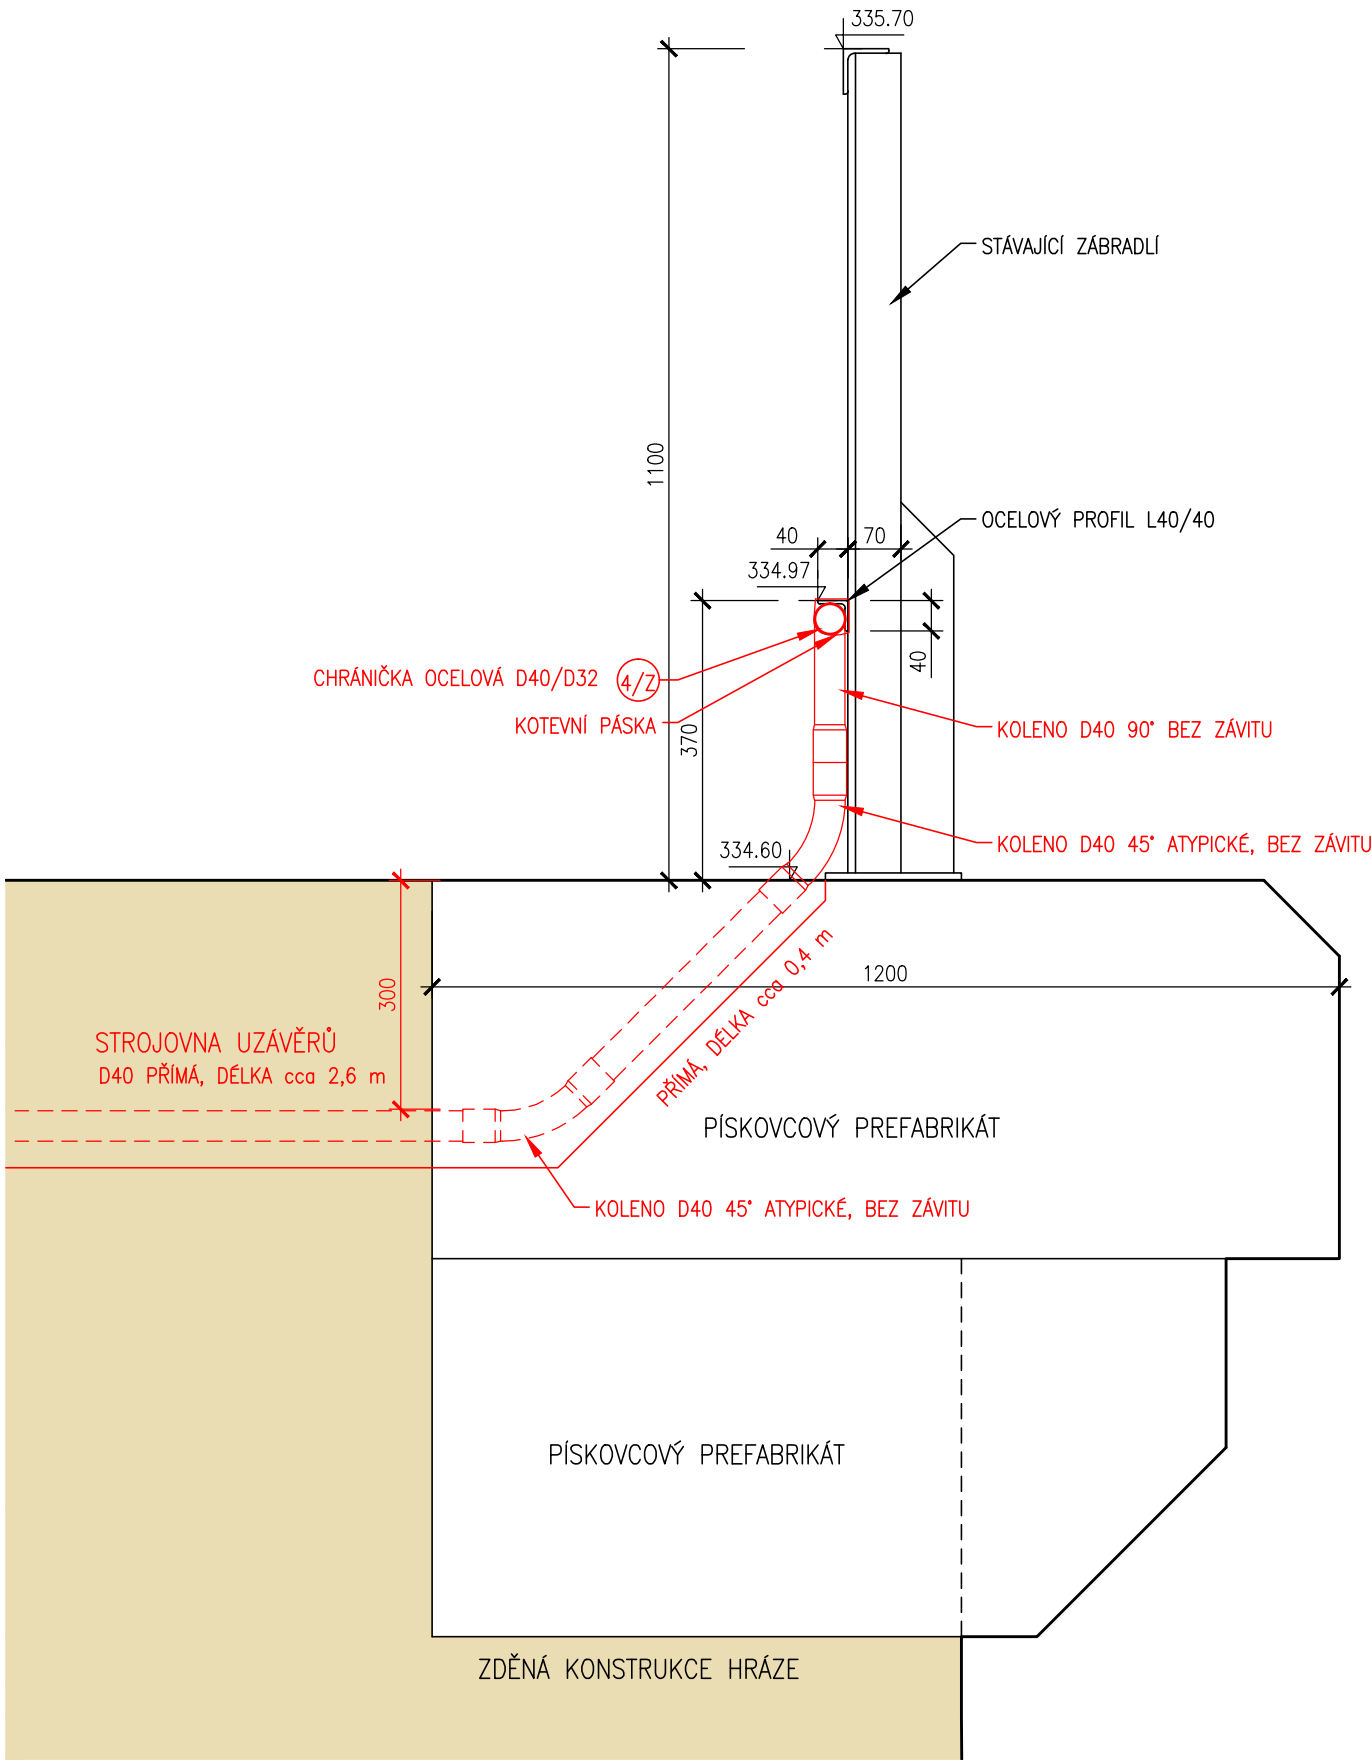 335.70
STÁVAJÍCÍ ZÁBRADLÍ
1100
OCELOVÝ PROFIL L40/40
40
70
334.97
40
CHRÁNIČKA OCELOVÁ D40/D32
4/Z
KOTEVNÍ PÁSKA
370
KOLENO D40 90° BEZ ZÁVITU
KOLENO D40 45° ATYPICKÉ, BEZ ZÁVITU
334.60
300
1200
PŘÍMÁ, DÉLKA cca 0,4 m
STROJOVNA UZÁVĚRŮ
D40 PŘÍMÁ, DÉLKA cca 2,6 m
PÍSKOVCOVÝ PREFABRIKÁT
KOLENO D40 45° ATYPICKÉ, BEZ ZÁVITU
PÍSKOVCOVÝ PREFABRIKÁT
ZDĚNÁ KONSTRUKCE HRÁZE